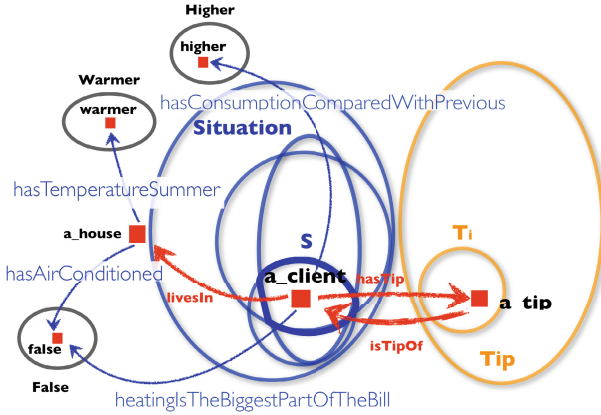 Higher
higher
Warmer
warmer
hasConsumptionComparedWithPrevious
Situation
hasTemperatureSummer
a_house
S
Ti
hasAirConditioned
a_client
hasTip
livesIn
a_tip
isTipOf
false
Tip
False
heatingIsTheBiggestPartOfTheBill